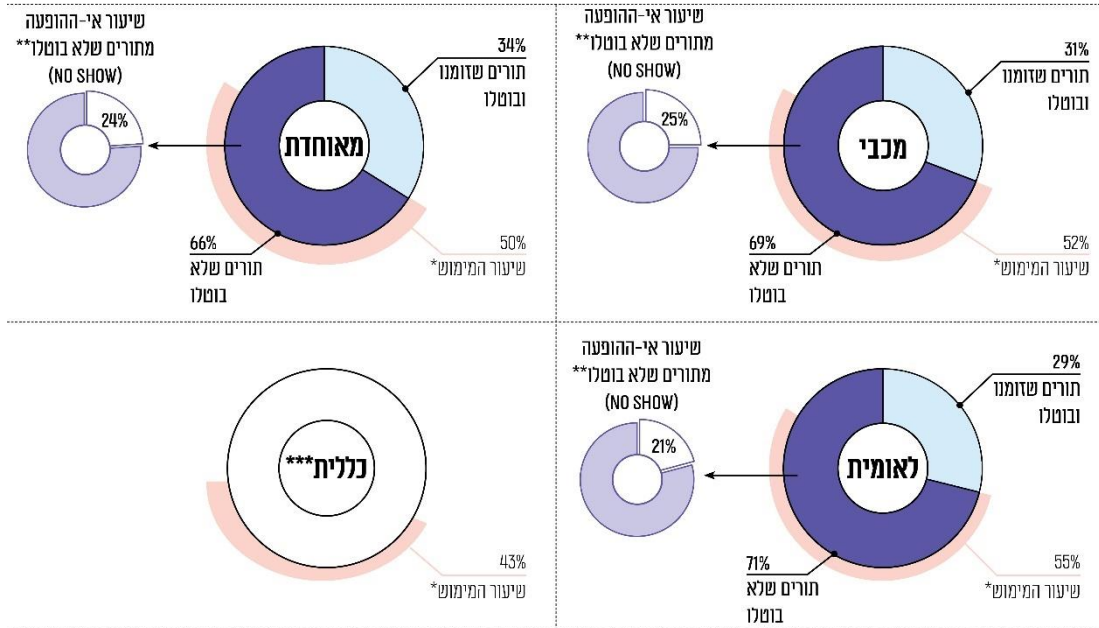 שיעור אי-ההופעה
מתורים שלא בוטלו**
(NO SHOW)
25%
מכבי
31%
תורים שזומנו
ובוטלו
69%
תורים שלא
בוטלו
52%
שיעור המימוש*
שיעור אי-ההופעה
מתורים שלא בוטלו**
(NO SHOW)
24%
מאוחדת
34%
תורים שזומנו
ובוטלו
66%
תורים שלא
בוטלו
50%
שיעור המימוש*
שיעור אי-ההופעה
מתורים שלא בוטלו**
(NO SHOW)
21%
לאומית
29%
תורים שזומנו
ובוטלו
71%
תורים שלא
בוטלו
55%
שיעור המימוש*
כללית***
43%
שיעור המימוש*